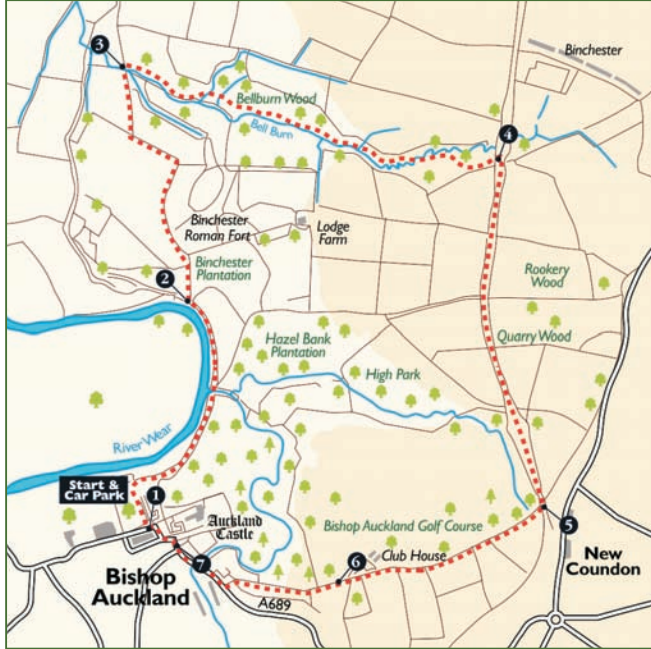 3
Binchester
Bellburn Wood
Bell Burn
4
Binchester
Roman Fort
Lodge
Farm
Binchester
Plantation
Rookery
Wood
2
Hazel Bank
Plantation
Quarry Wood
High Park
River Wear
Start &
Car Park
1
Auckland
Castle
Bishop Auckland Golf Course
5
Club House
6
New
Coundon
7
Bishop
Auckland
A689